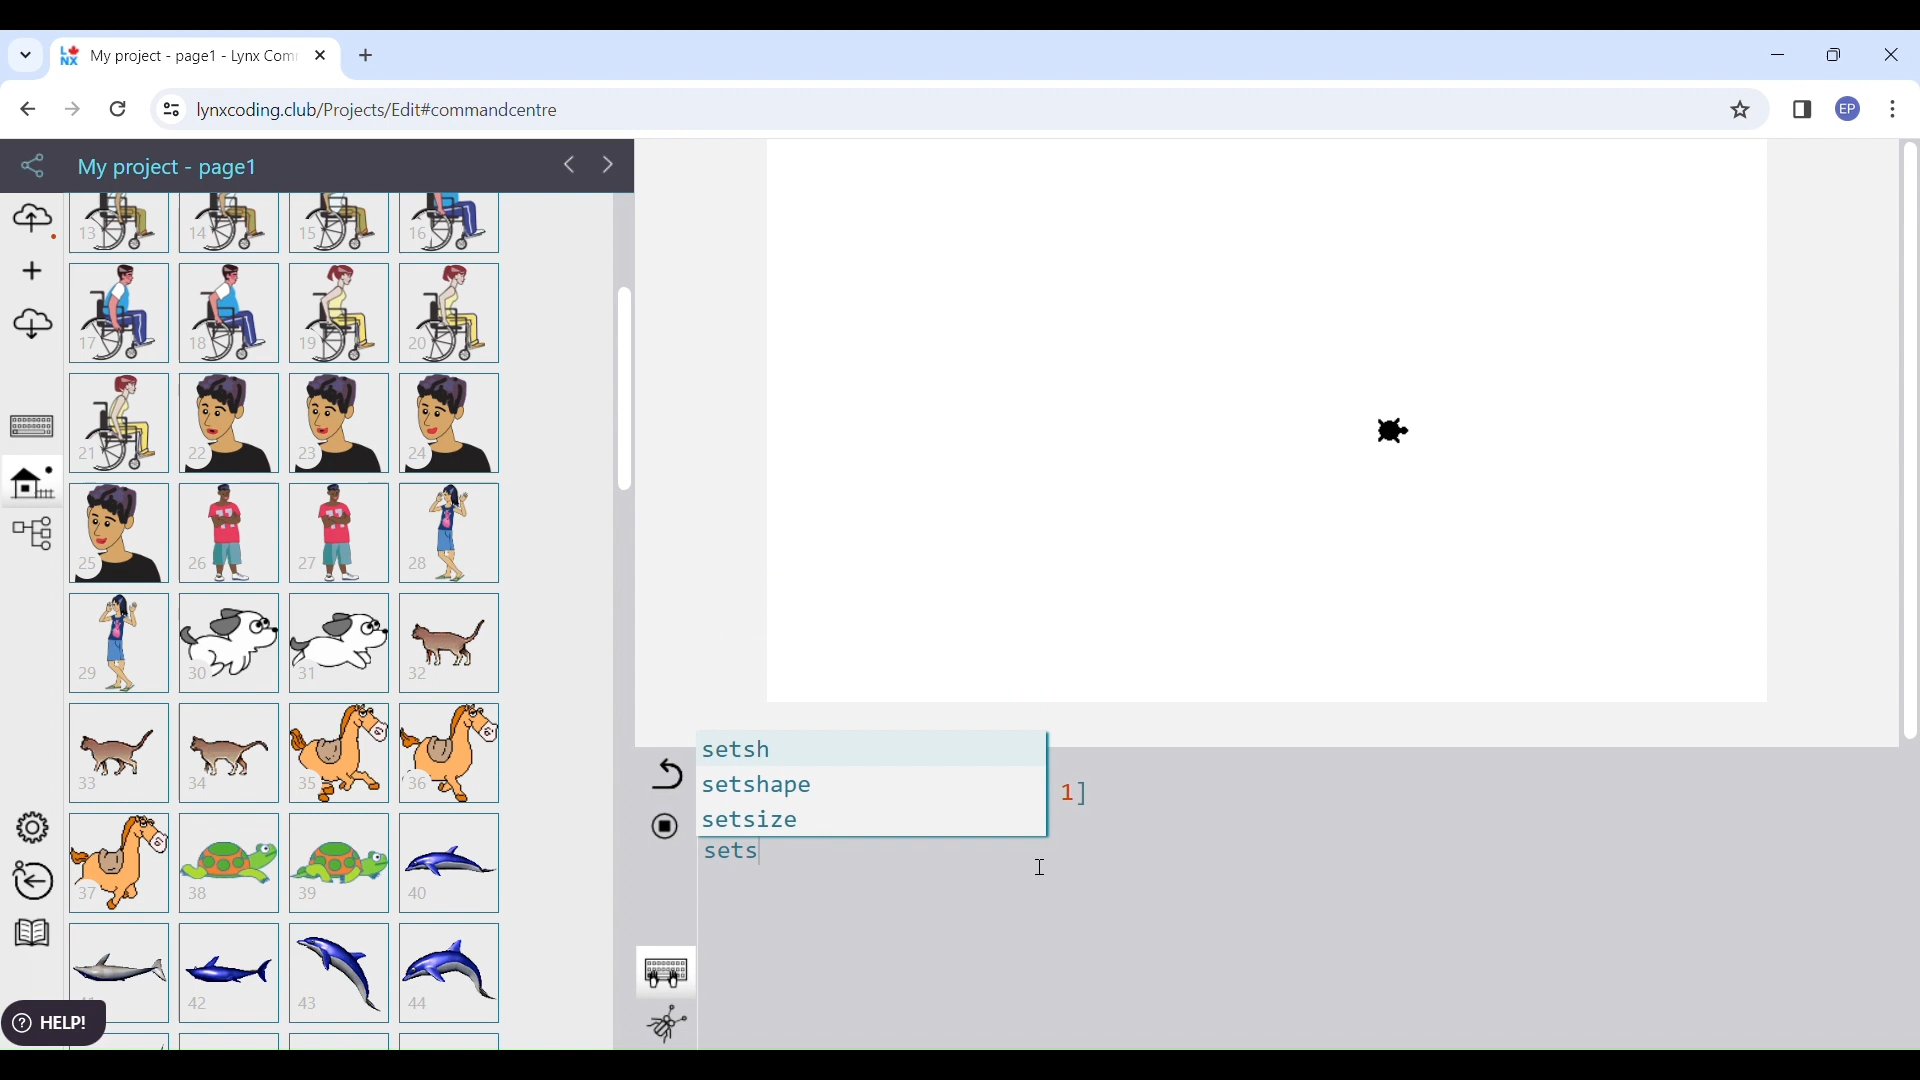 My project - page1 - Lynx Com
lynxcoding.club/Projects/Edit#commandcentre
EP
My project - page1
13 14 15 16
17 18 19 20
21 22 23 24
25 26 27 28
29 30 31 32
33 34 35 36
37 38 39 40
42 43 44
HELP!
setsh
setshape
setsize
1]
sets